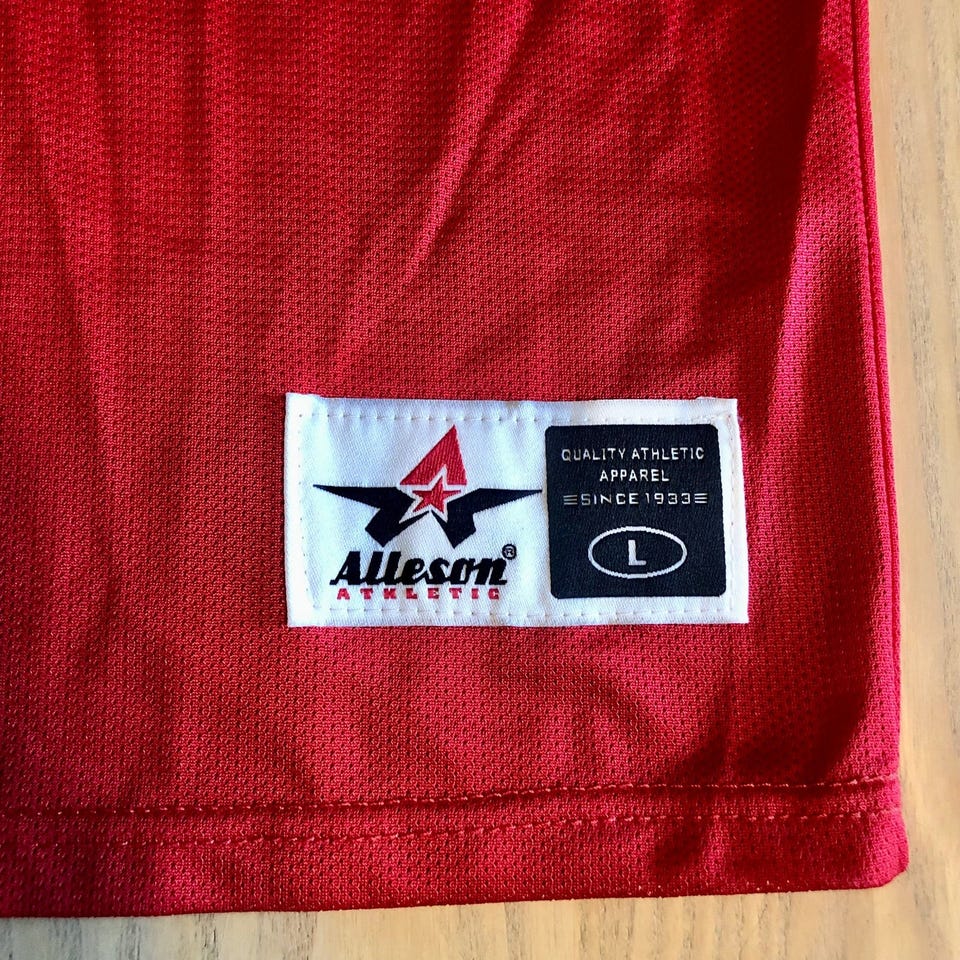 Alleson®
ATHLETIC
QUALITY ATHLETIC
APPAREL
SINCE 1933
L